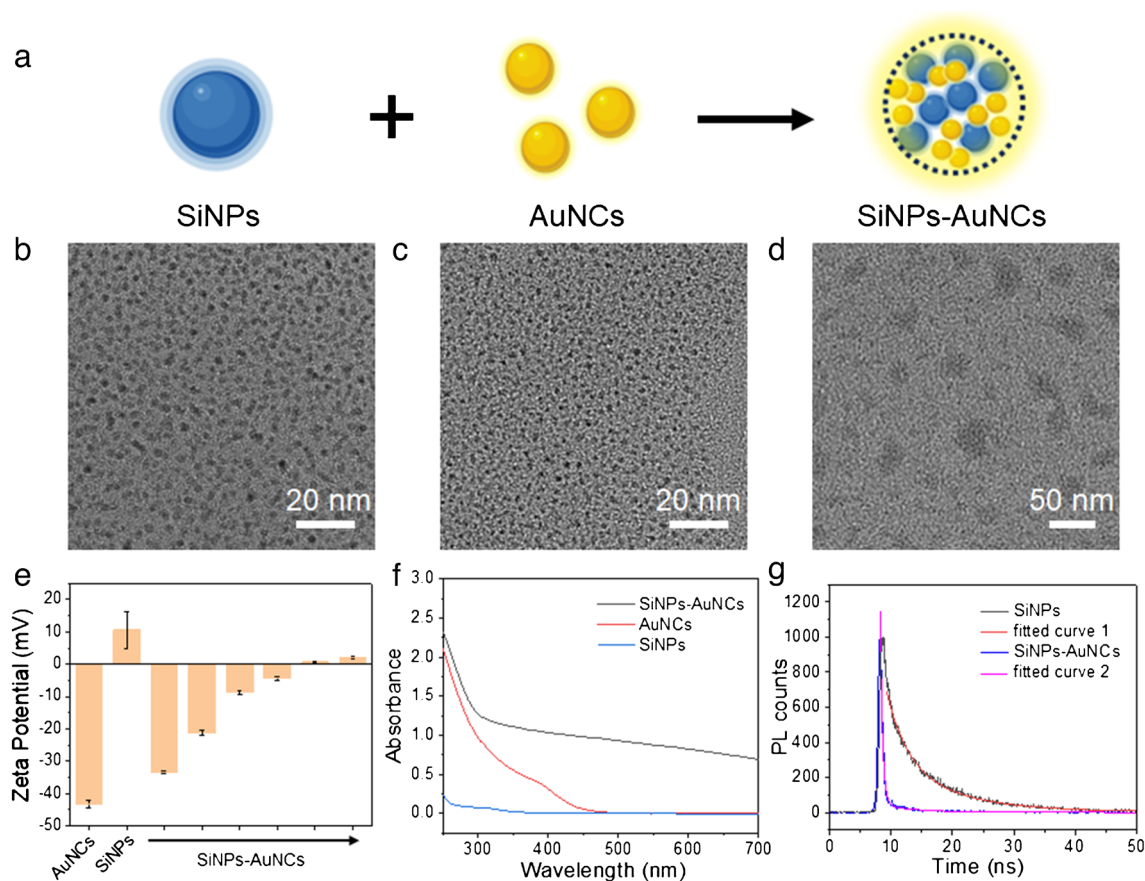 a
SiNPs
AuNCs
SiNPs-AuNCs
b
c
d
20 nm
20 nm
50 nm
e
Zeta Potential (mV)
20
10
0
-10
-20
-30
-40
-50
AuNCs
SiNPs
SiNPs-AuNCs
f
Absorbance
3.0
2.5
2.0
1.5
1.0
0.5
0.0
SiNPs-AuNCs
AuNCs
SiNPs
300 400 500 600 700
Wavelength (nm)
g
PL counts
1200
1000
800
600
400
200
0
SiNPs
fitted curve 1
SiNPs-AuNCs
fitted curve 2
0 10 20 30 40 50
Time (ns)